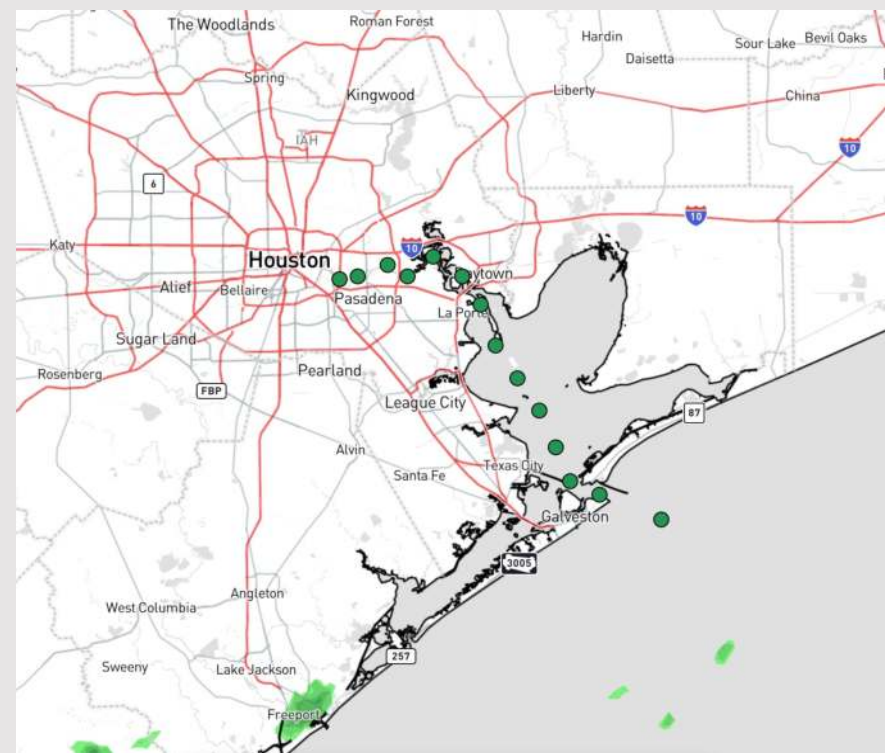 The Woodlands
Roman Forest
Hardin
Bevil Oaks
Sour Lake
Daisetta
Spring
Kingwood
Liberty
China
IAH
10
6
10
Katy
10
Houston
Alief
Bellaire
Pasadena
La Porte
Sugar Land
Rosenberg
Pearland
FBP
League City
87
Alvin
Santa Fe
Texas City
Galveston
3005
Angleton
West Columbia
257
Sweeny
Lake Jackson
Freeport